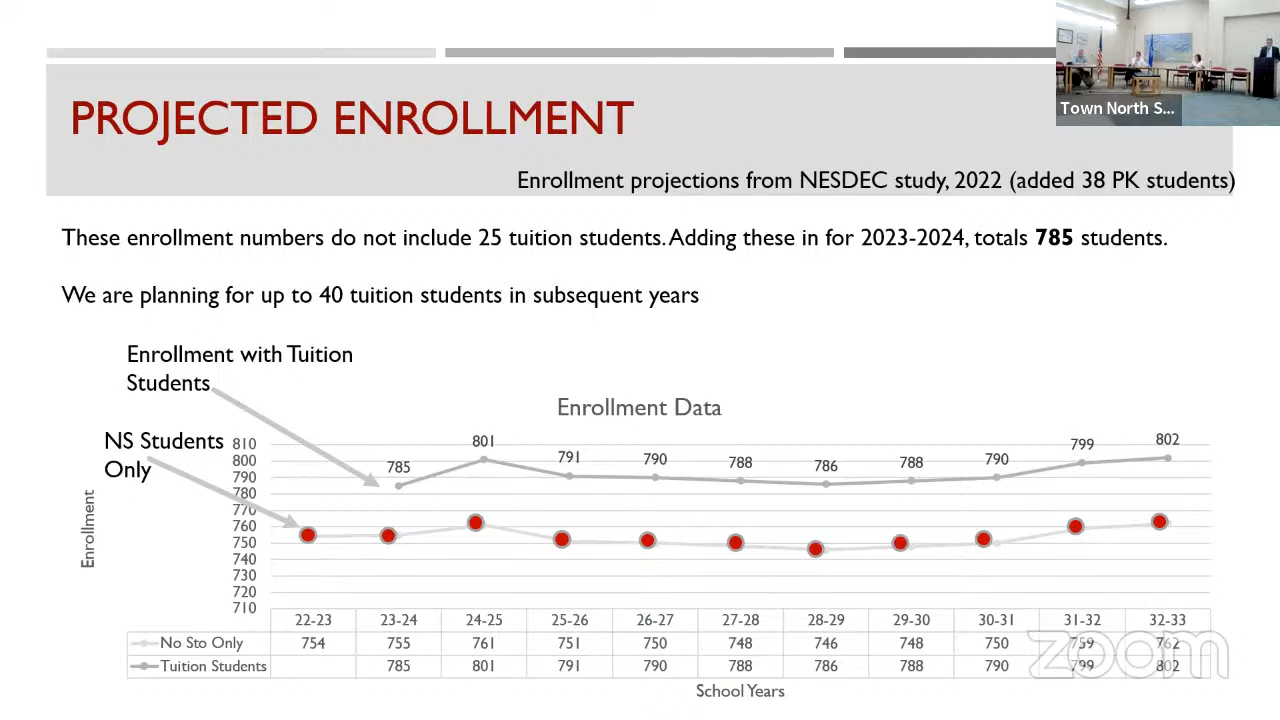 Town North S...
PROJECTED ENROLLMENT
Enrollment projections from NESDEC study, 2022 (added 38 PK students)
These enrollment numbers do not include 25 tuition students. Adding these in for 2023-2024, totals 785 students.
We are planning for up to 40 tuition students in subsequent years
Enrollment with Tuition
Students
NS Students
Only
Enrollment Data
810
800
790
780
770
760
750
740
730
720
710
Enrollment
785 801 791 790 788 786 788 790 799 802
22-23 23-24 24-25 25-26 26-27 27-28 28-29 29-30 30-31 31-32 32-33
No Sto Only 754 755 761 751 750 748 746 748 750 759 762
Tuition Students 785 801 791 790 788 786 788 790 799 802
School Years
zoom